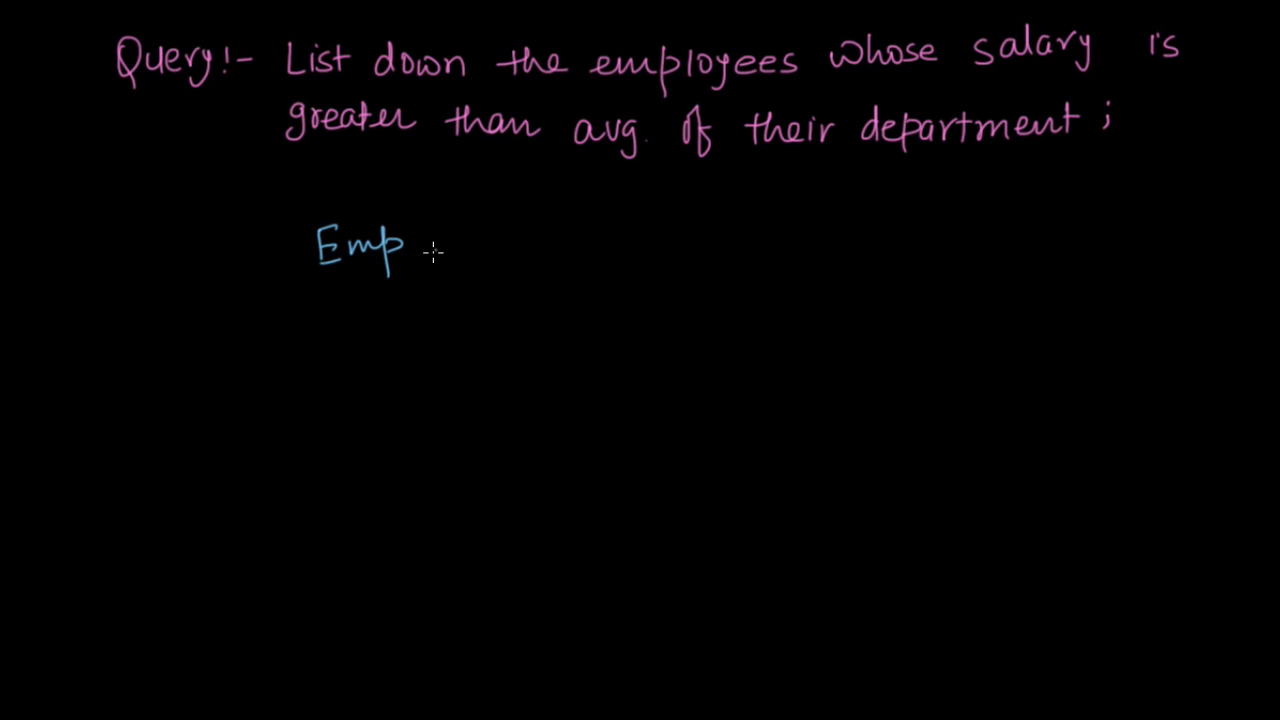 Query!- List down the employees whose salary is
greater than avg. of their department ;
Emp